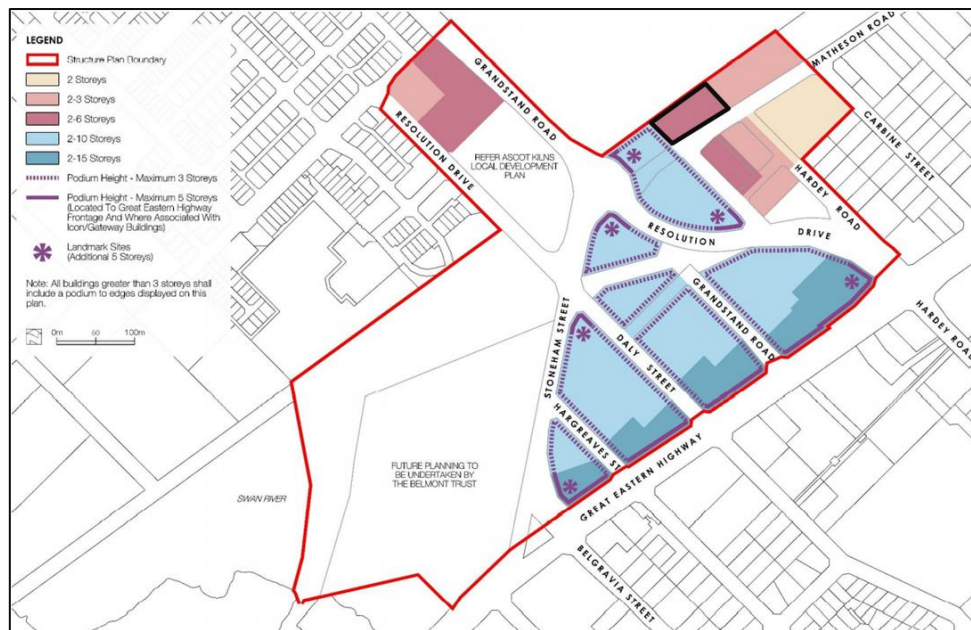 LEGEND
Structure Plan Boundary
2 Storeys
2-3 Storeys
2-6 Storeys
2-10 Storeys
2-15 Storeys
Podium Height - Maximum 3 Storeys
Podium Height - Maximum 5 Storeys
(Located To Great Eastern Highway
Frontage And Where Associated With
Icon/Gateway Buildings)
Landmark Sites
(Additional 5 Storeys)
Note: All buildings greater than 3 storeys shall
include a podium to edges displayed on this
plan.
0m 50 100m
GRANDSTAND ROAD
RESOLUTION DRIVE
REFER ASCOT KILNS
LOCAL DEVELOPMENT
PLAN
MATHESON ROAD
CARBINE STREET
HARDEY ROAD
RESOLUTION DRIVE
GRANDSTAND ROAD
HARDEY ROAD
STONEHAM STREET
DALY STREET
HARGREAVES ST
GREAT EASTERN HIGHWAY
FUTURE PLANNING TO
BE UNDERTAKEN BY
THE BELMONT TRUST
SWAN RIVER
BELGRAVIA STREET